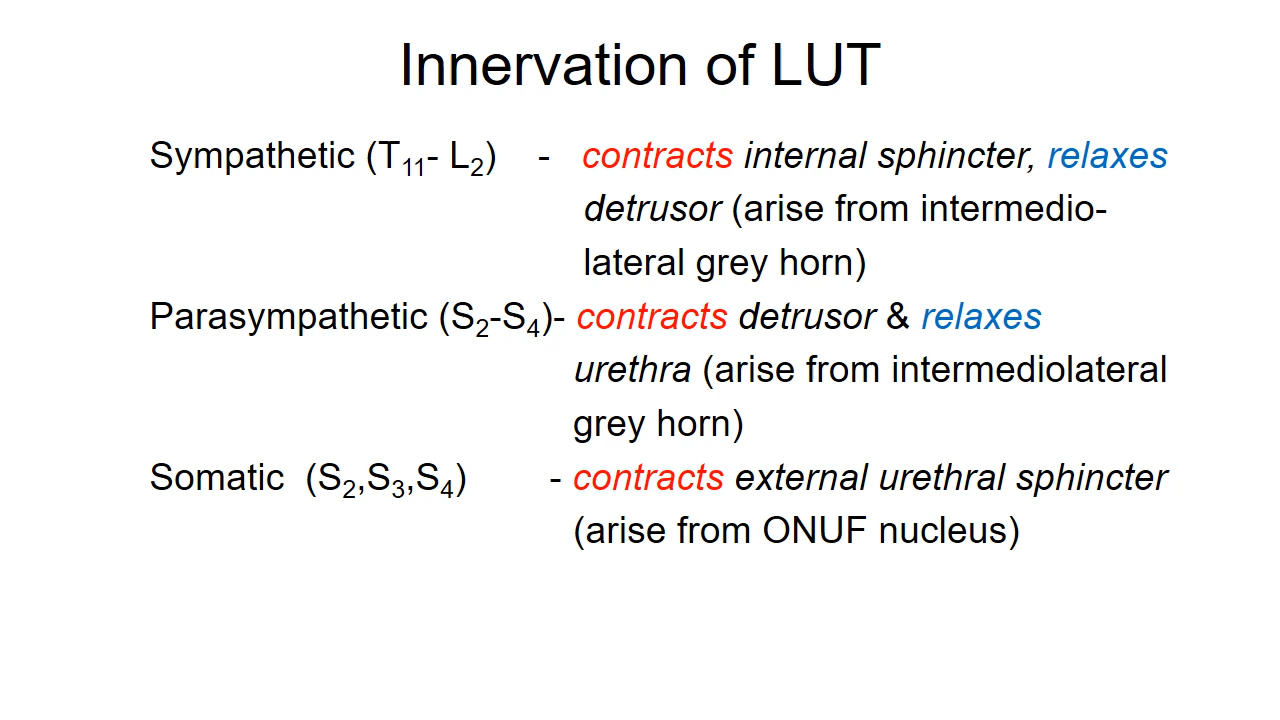 Innervation of LUT
Sympathetic (T11- L2) - contracts internal sphincter, relaxes
detrusor (arise from intermedio-
lateral grey horn)
Parasympathetic (S2-S4)- contracts detrusor & relaxes
urethra (arise from intermediolateral
grey horn)
Somatic (S2,S3,S4) - contracts external urethral sphincter
(arise from ONUF nucleus)